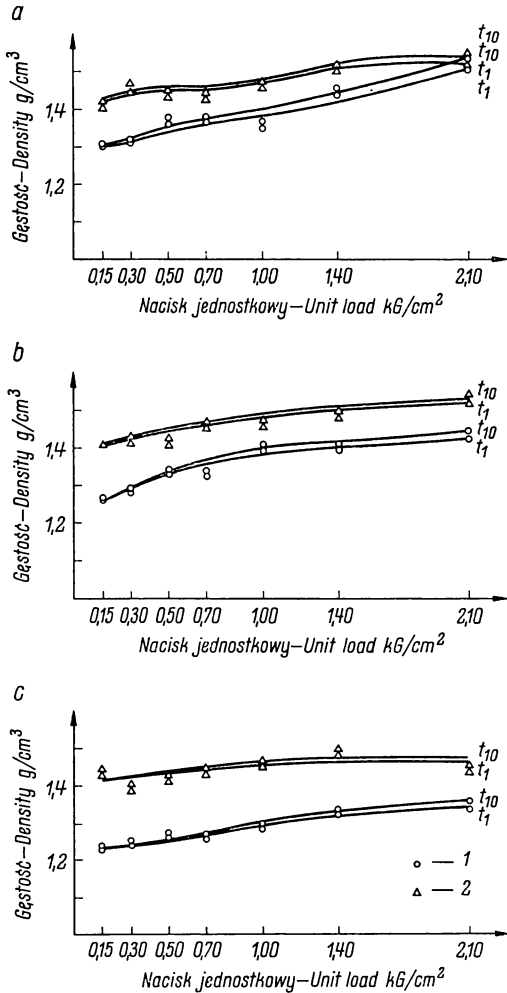 a
Gęstość—Density g/cm³
1,4
1,2
t₁₀
t₁₀
t₁
t₁
0,15 0,30 0,50 0,70 1,00 1,40 2,10
Nacisk jednostkowy—Unit load kG/cm²
b
Gęstość—Density g/cm³
1,4
1,2
t₁₀
t₁
t₁₀
t₁
0,15 0,30 0,50 0,70 1,00 1,40 2,10
Nacisk jednostkowy—Unit load kG/cm²
c
Gęstość—Density g/cm³
1,4
1,2
t₁₀
t₁
t₁₀
t₁
— 1
— 2
0,15 0,30 0,50 0,70 1,00 1,40 2,10
Nacisk jednostkowy—Unit load kG/cm²